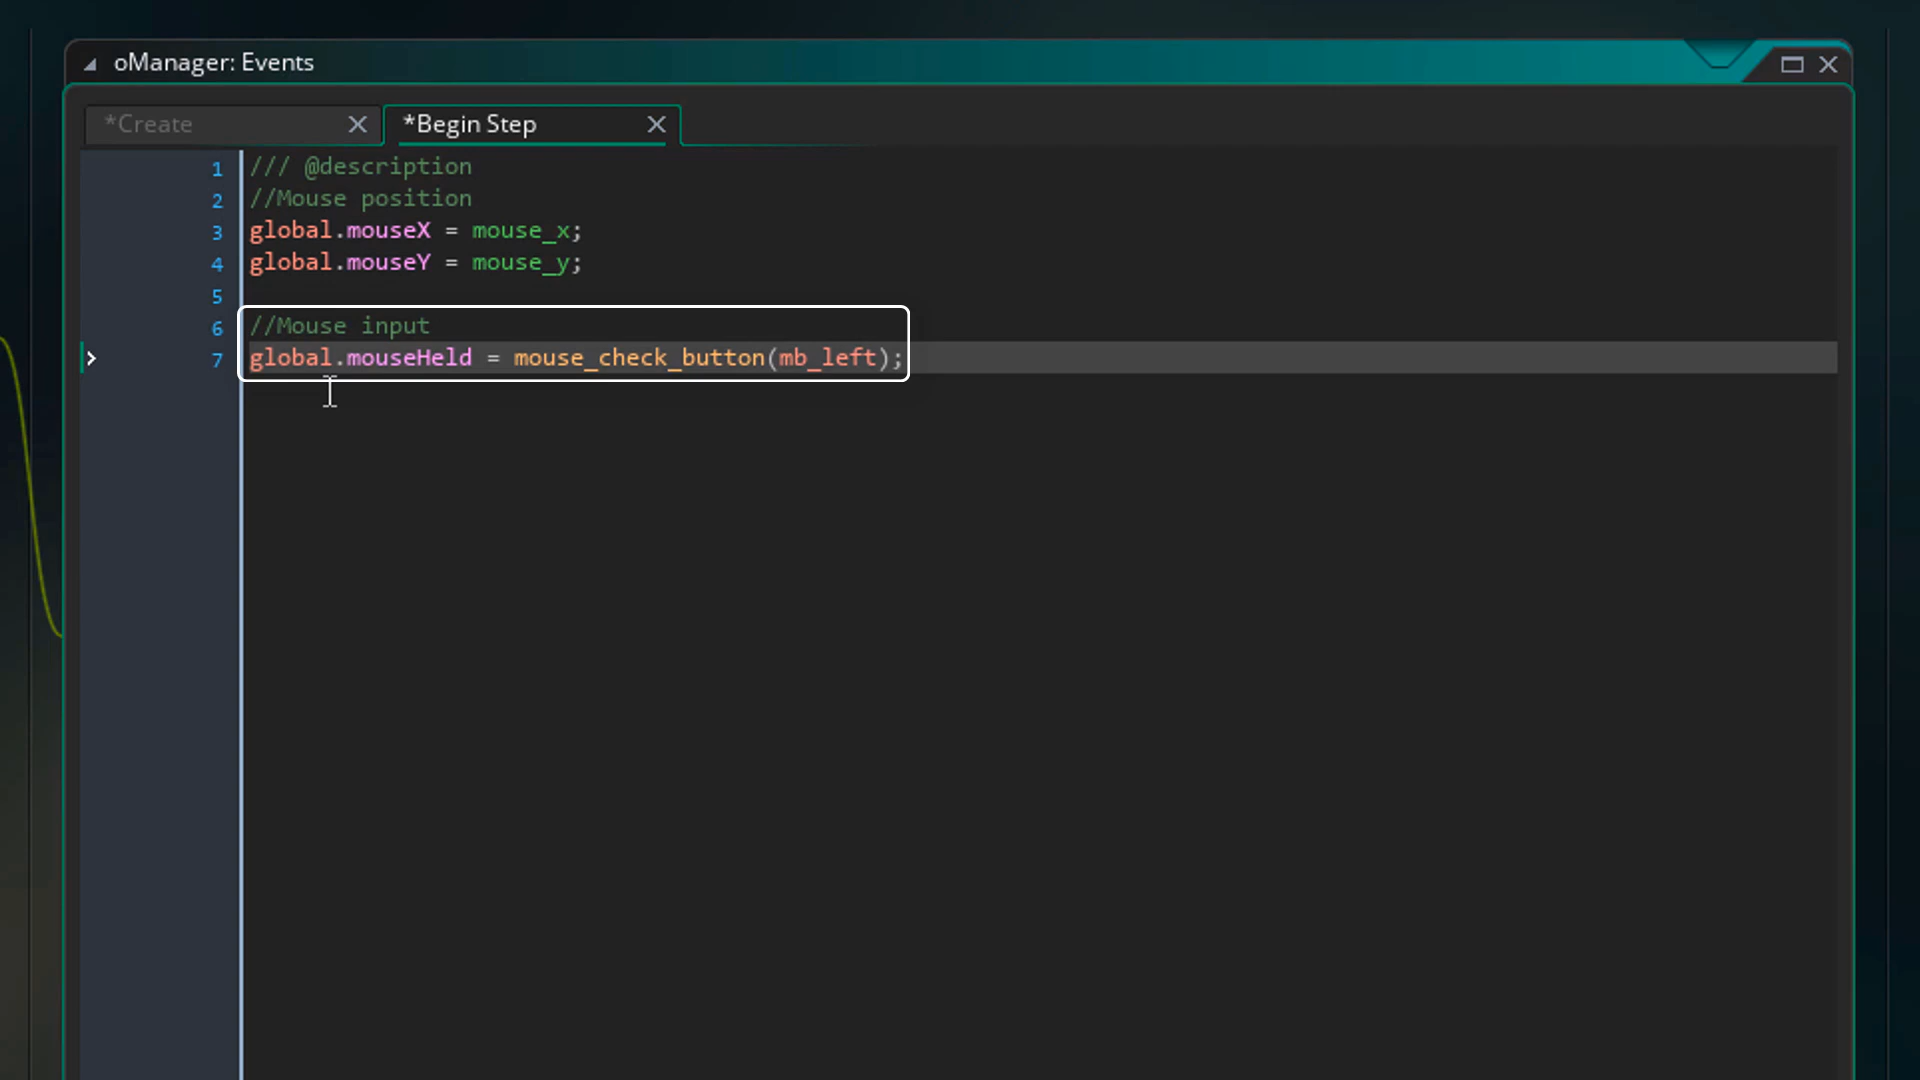 oManager: Events
*Create
*Begin Step
1 /// @description
2 //Mouse position
3 global.mouseX = mouse_x;
4 global.mouseY = mouse_y;
5
6 //Mouse input
7 global.mouseHeld = mouse_check_button(mb_left);